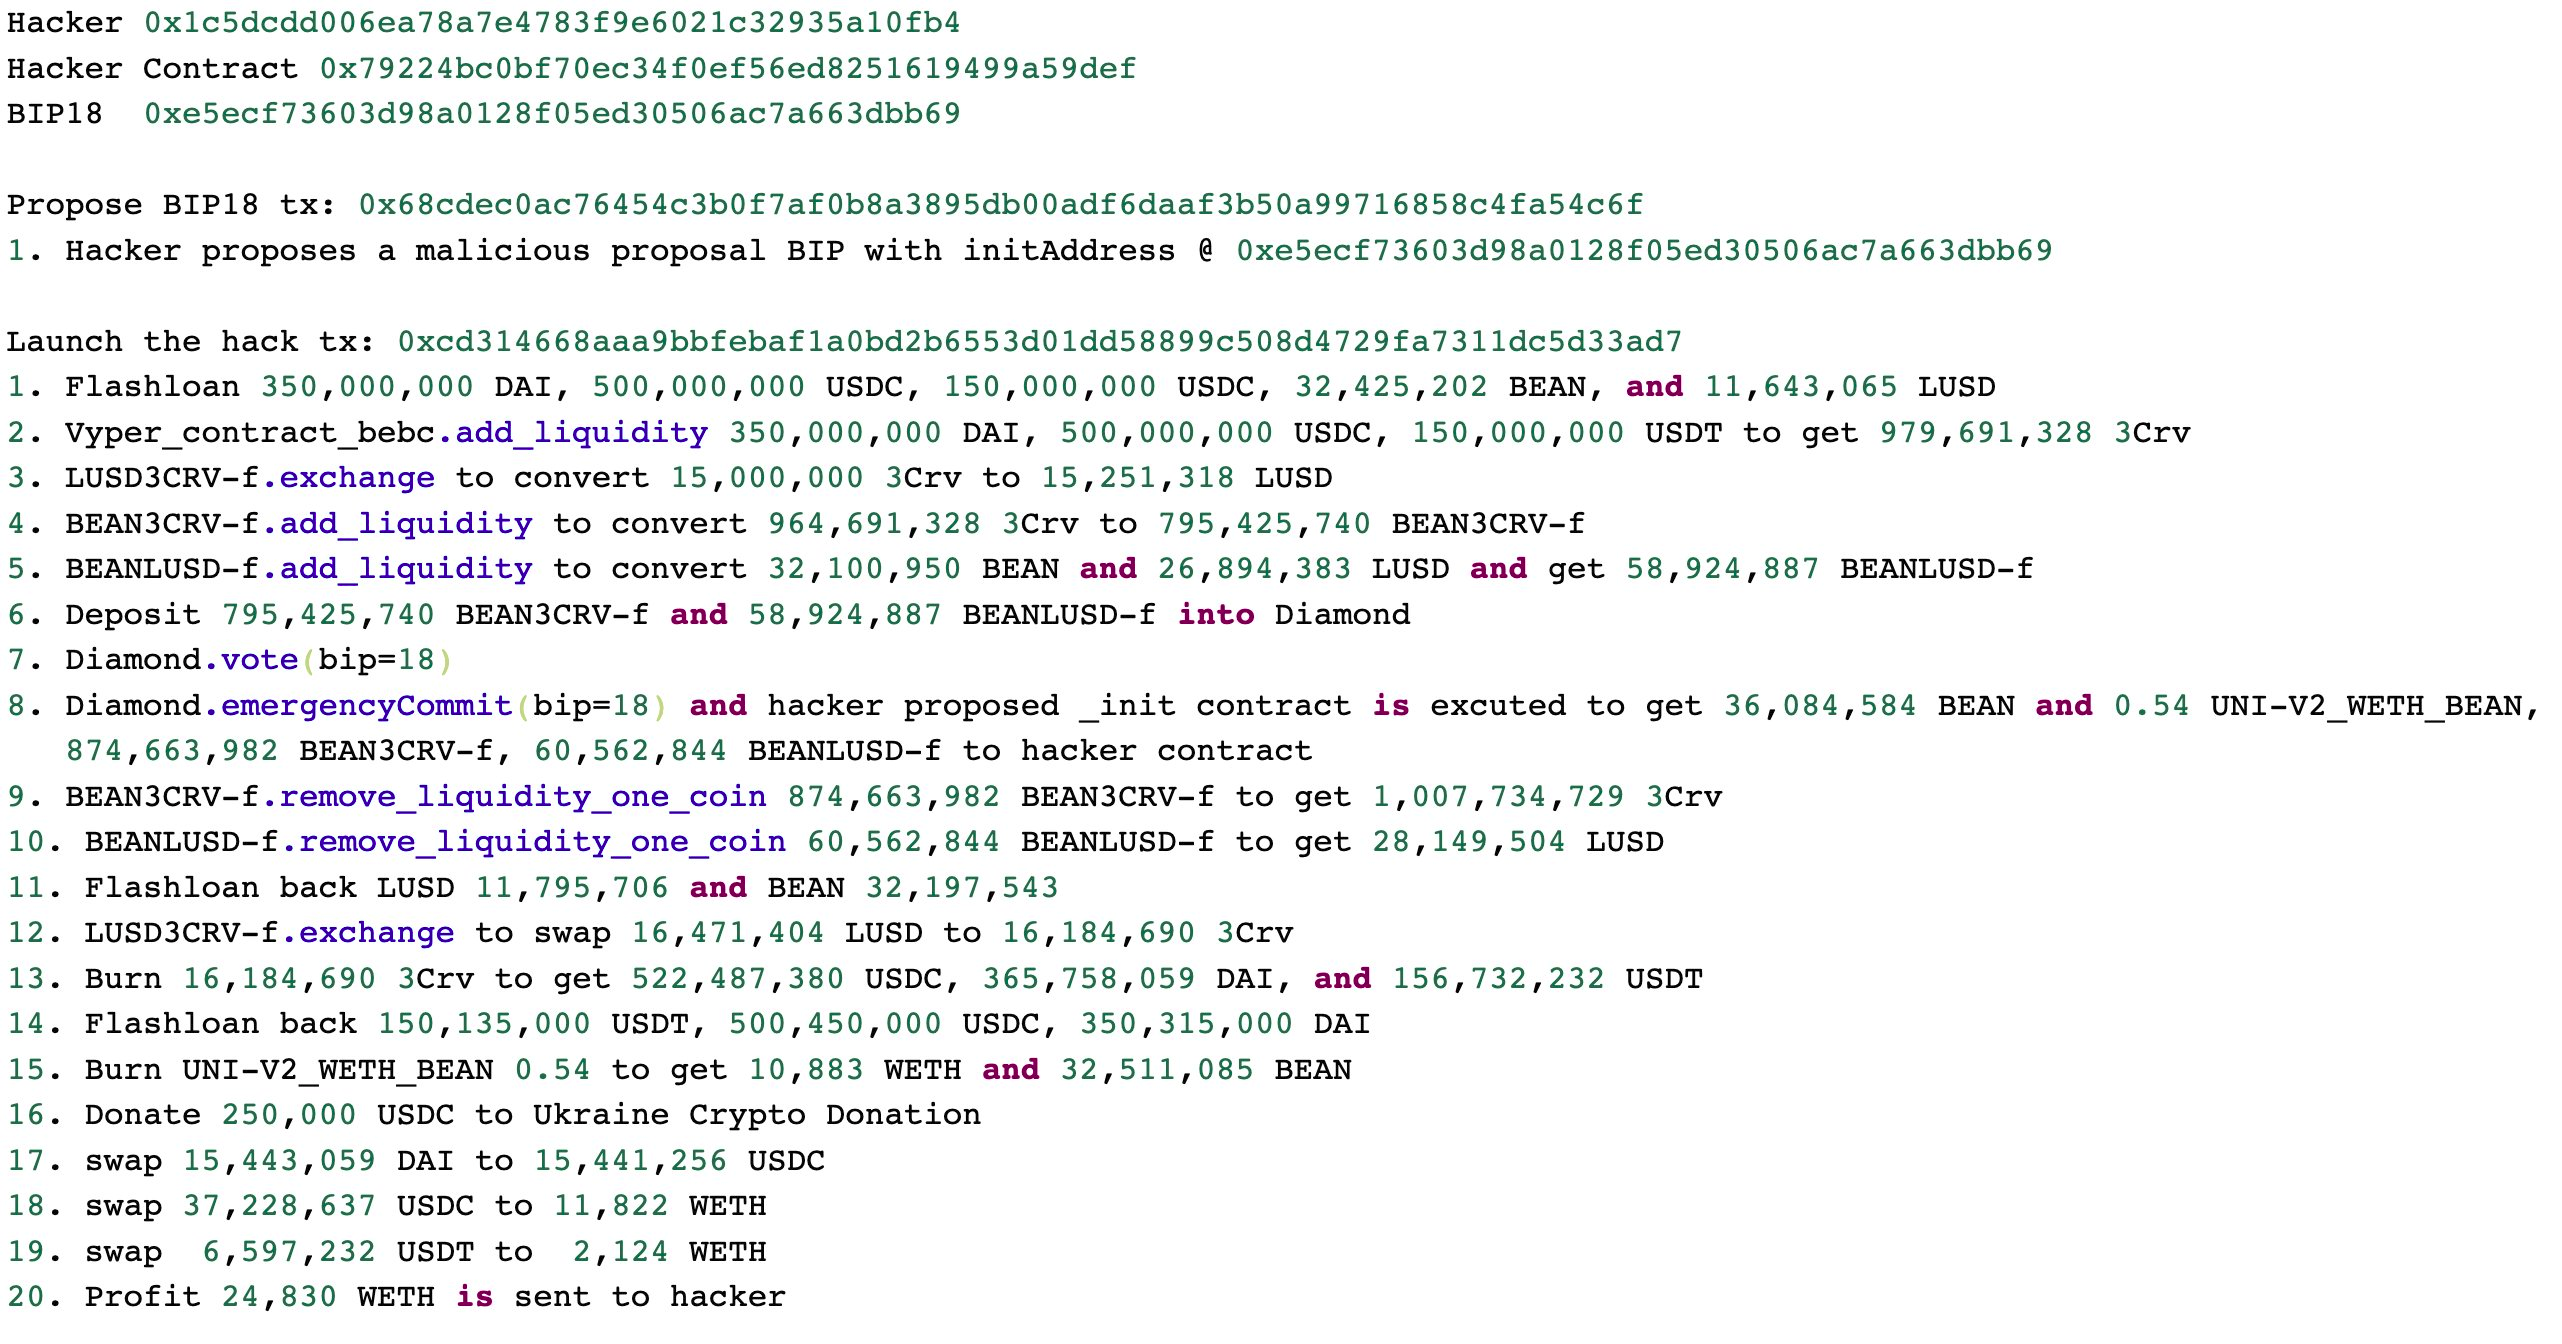 Hacker 0x1c5dcdd006ea78a7e4783f9e6021c32935a10fb4
Hacker Contract 0x79224bc0bf70ec34f0ef56ed8251619499a59def
BIP18  0xe5ecf73603d98a0128f05ed30506ac7a663dbb69
Propose BIP18 tx: 0x68cdec0ac76454c3b0f7af0b8a3895db00adf6daaf3b50a99716858c4fa54c6f
1. Hacker proposes a malicious proposal BIP with initAddress @ 0xe5ecf73603d98a0128f05ed30506ac7a663dbb69
Launch the hack tx: 0xcd314668aaa9bbfebaf1a0bd2b6553d01dd58899c508d4729fa7311dc5d33ad7
1. Flashloan 350,000,000 DAI, 500,000,000 USDC, 150,000,000 USDC, 32,425,202 BEAN, and 11,643,065 LUSD
2. Vyper_contract_bebc.add_liquidity 350,000,000 DAI, 500,000,000 USDC, 150,000,000 USDT to get 979,691,328 3Crv
3. LUSD3CRV-f.exchange to convert 15,000,000 3Crv to 15,251,318 LUSD
4. BEAN3CRV-f.add_liquidity to convert 964,691,328 3Crv to 795,425,740 BEAN3CRV-f
5. BEANLUSD-f.add_liquidity to convert 32,100,950 BEAN and 26,894,383 LUSD and get 58,924,887 BEANLUSD-f
6. Deposit 795,425,740 BEAN3CRV-f and 58,924,887 BEANLUSD-f into Diamond
7. Diamond.vote(bip=18)
8. Diamond.emergencyCommit(bip=18) and hacker proposed _init contract is excuted to get 36,084,584 BEAN and 0.54 UNI-V2_WETH_BEAN,
874,663,982 BEAN3CRV-f, 60,562,844 BEANLUSD-f to hacker contract
9. BEAN3CRV-f.remove_liquidity_one_coin 874,663,982 BEAN3CRV-f to get 1,007,734,729 3Crv
10. BEANLUSD-f.remove_liquidity_one_coin 60,562,844 BEANLUSD-f to get 28,149,504 LUSD
11. Flashloan back LUSD 11,795,706 and BEAN 32,197,543
12. LUSD3CRV-f.exchange to swap 16,471,404 LUSD to 16,184,690 3Crv
13. Burn 16,184,690 3Crv to get 522,487,380 USDC, 365,758,059 DAI, and 156,732,232 USDT
14. Flashloan back 150,135,000 USDT, 500,450,000 USDC, 350,315,000 DAI
15. Burn UNI-V2_WETH_BEAN 0.54 to get 10,883 WETH and 32,511,085 BEAN
16. Donate 250,000 USDC to Ukraine Crypto Donation
17. swap 15,443,059 DAI to 15,441,256 USDC
18. swap 37,228,637 USDC to 11,822 WETH
19. swap  6,597,232 USDT to  2,124 WETH
20. Profit 24,830 WETH is sent to hacker